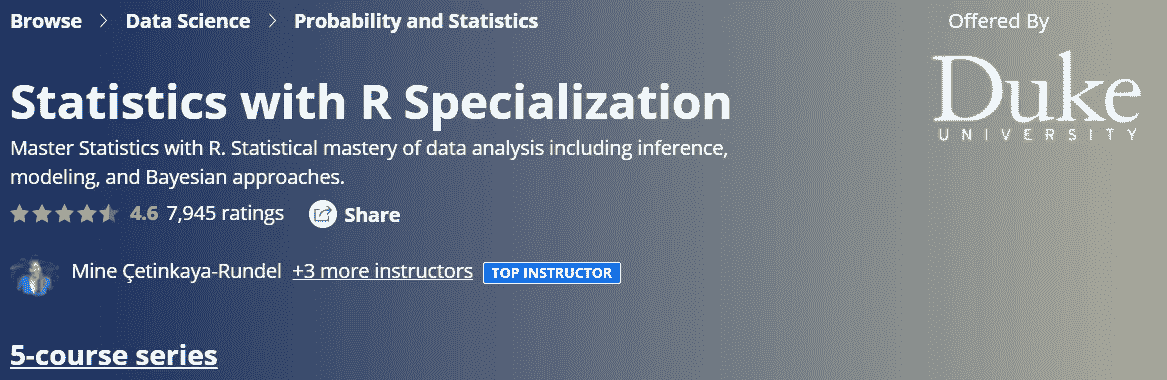 Browse > Data Science > Probability and Statistics
Offered By
Duke
UNIVERSITY
Statistics with R Specialization
Master Statistics with R. Statistical mastery of data analysis including inference,
modeling, and Bayesian approaches.
4.6 7,945 ratings Share
Mine Çetinkaya-Rundel +3 more instructors TOP INSTRUCTOR
5-course series